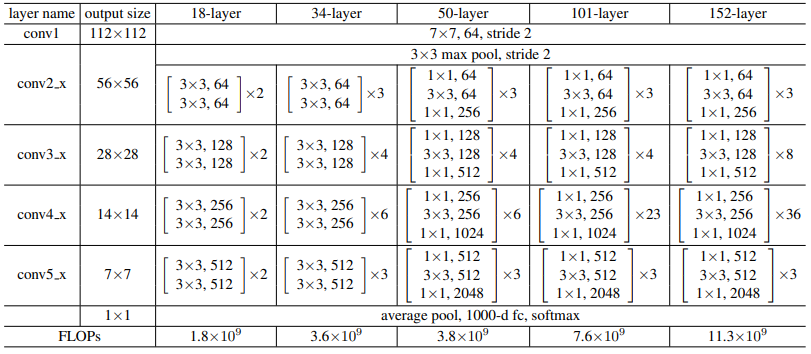 layer name output size 18-layer 34-layer 50-layer 101-layer 152-layer
conv1 112×112 7×7, 64, stride 2
3×3 max pool, stride 2
conv2_x 56×56 [3×3, 64 3×3, 64]×2 [3×3, 64 3×3, 64]×3 [1×1, 64 3×3, 64 1×1, 256]×3 [1×1, 64 3×3, 64 1×1, 256]×3 [1×1, 64 3×3, 64 1×1, 256]×3
conv3_x 28×28 [3×3, 128 3×3, 128]×2 [3×3, 128 3×3, 128]×4 [1×1, 128 3×3, 128 1×1, 512]×4 [1×1, 128 3×3, 128 1×1, 512]×4 [1×1, 128 3×3, 128 1×1, 512]×8
conv4_x 14×14 [3×3, 256 3×3, 256]×2 [3×3, 256 3×3, 256]×6 [1×1, 256 3×3, 256 1×1, 1024]×6 [1×1, 256 3×3, 256 1×1, 1024]×23 [1×1, 256 3×3, 256 1×1, 1024]×36
conv5_x 7×7 [3×3, 512 3×3, 512]×2 [3×3, 512 3×3, 512]×3 [1×1, 512 3×3, 512 1×1, 2048]×3 [1×1, 512 3×3, 512 1×1, 2048]×3 [1×1, 512 3×3, 512 1×1, 2048]×3
1×1 average pool, 1000-d fc, softmax
FLOPs 1.8×10⁹ 3.6×10⁹ 3.8×10⁹ 7.6×10⁹ 11.3×10⁹